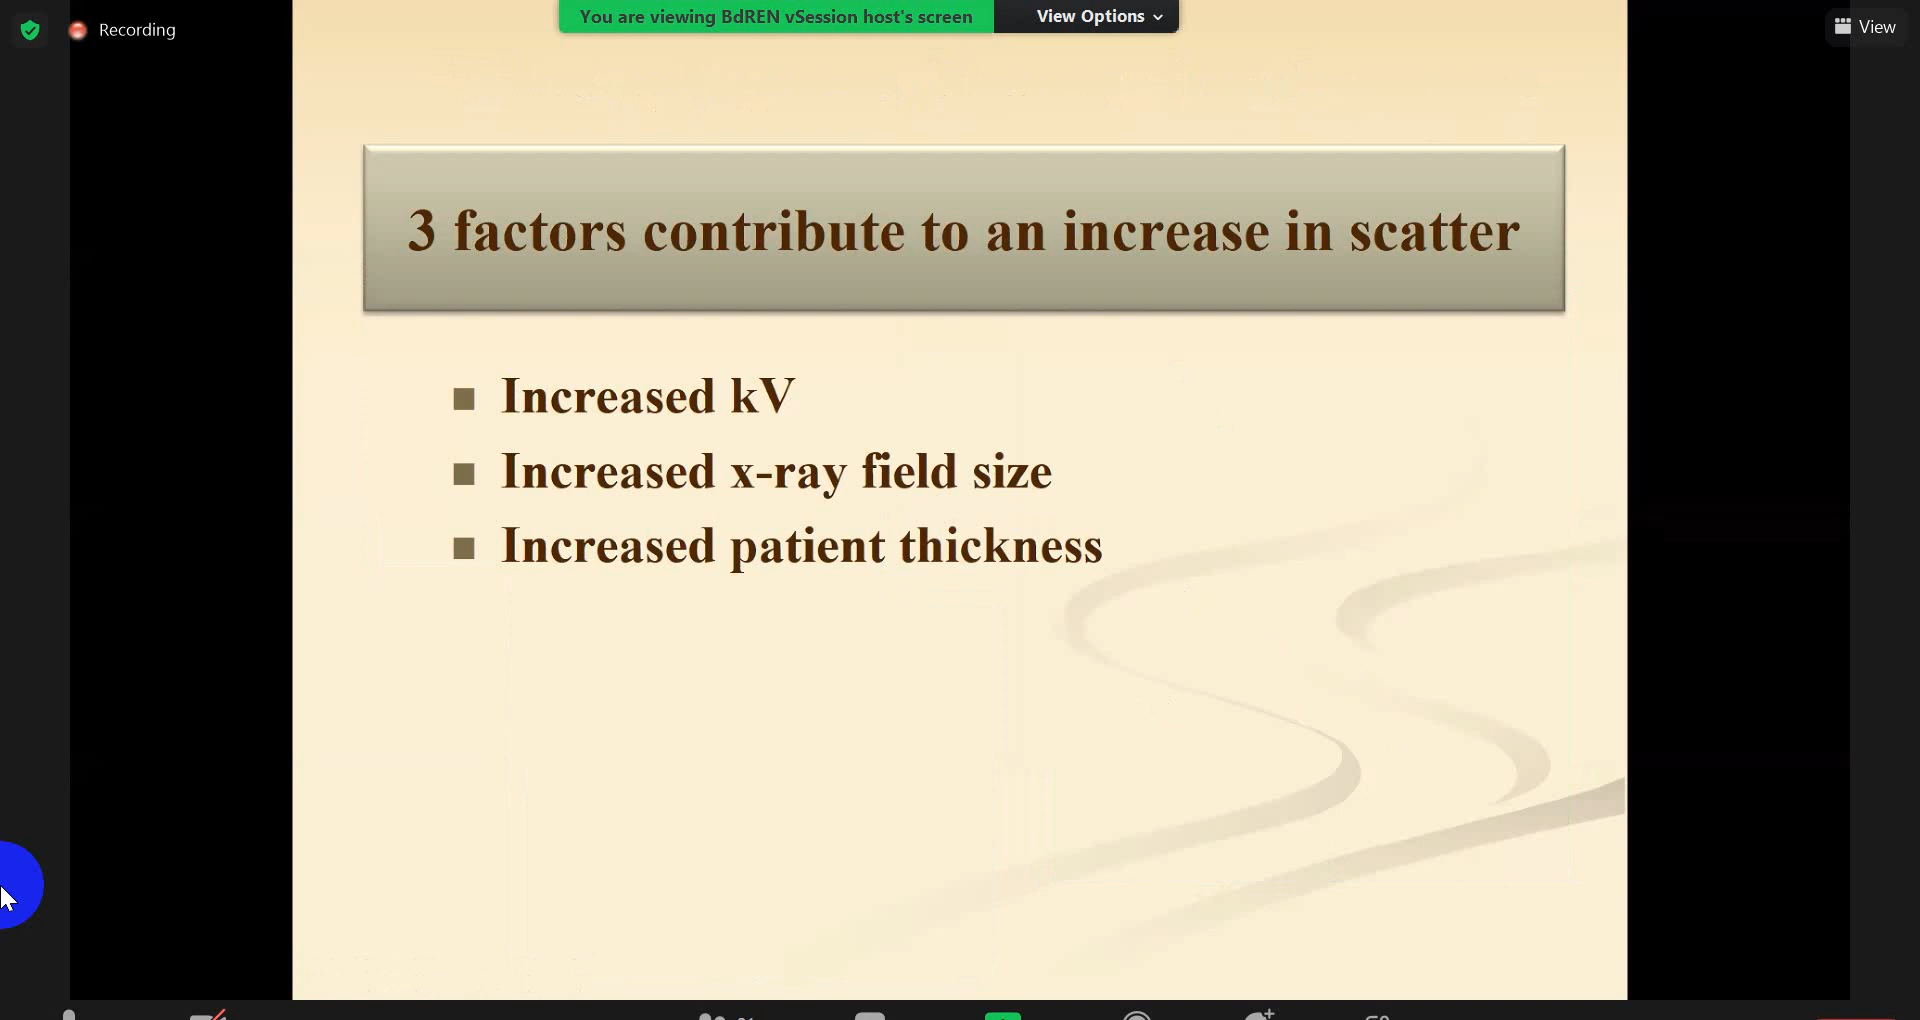 You are viewing BdREN vSession host's screen
View Options
Recording
View
3 factors contribute to an increase in scatter
Increased kV
Increased x-ray field size
Increased patient thickness